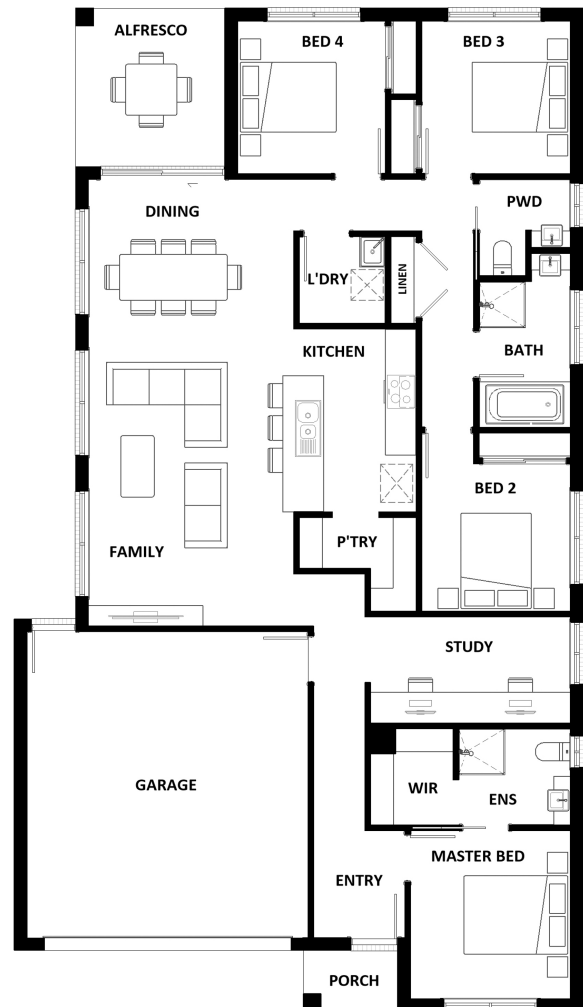 ALFRESCO
BED 4
BED 3
DINING
PWD
L'DRY
LINEN
KITCHEN
BATH
BED 2
P'TRY
FAMILY
STUDY
GARAGE
WIR
ENS
MASTER BED
ENTRY
PORCH